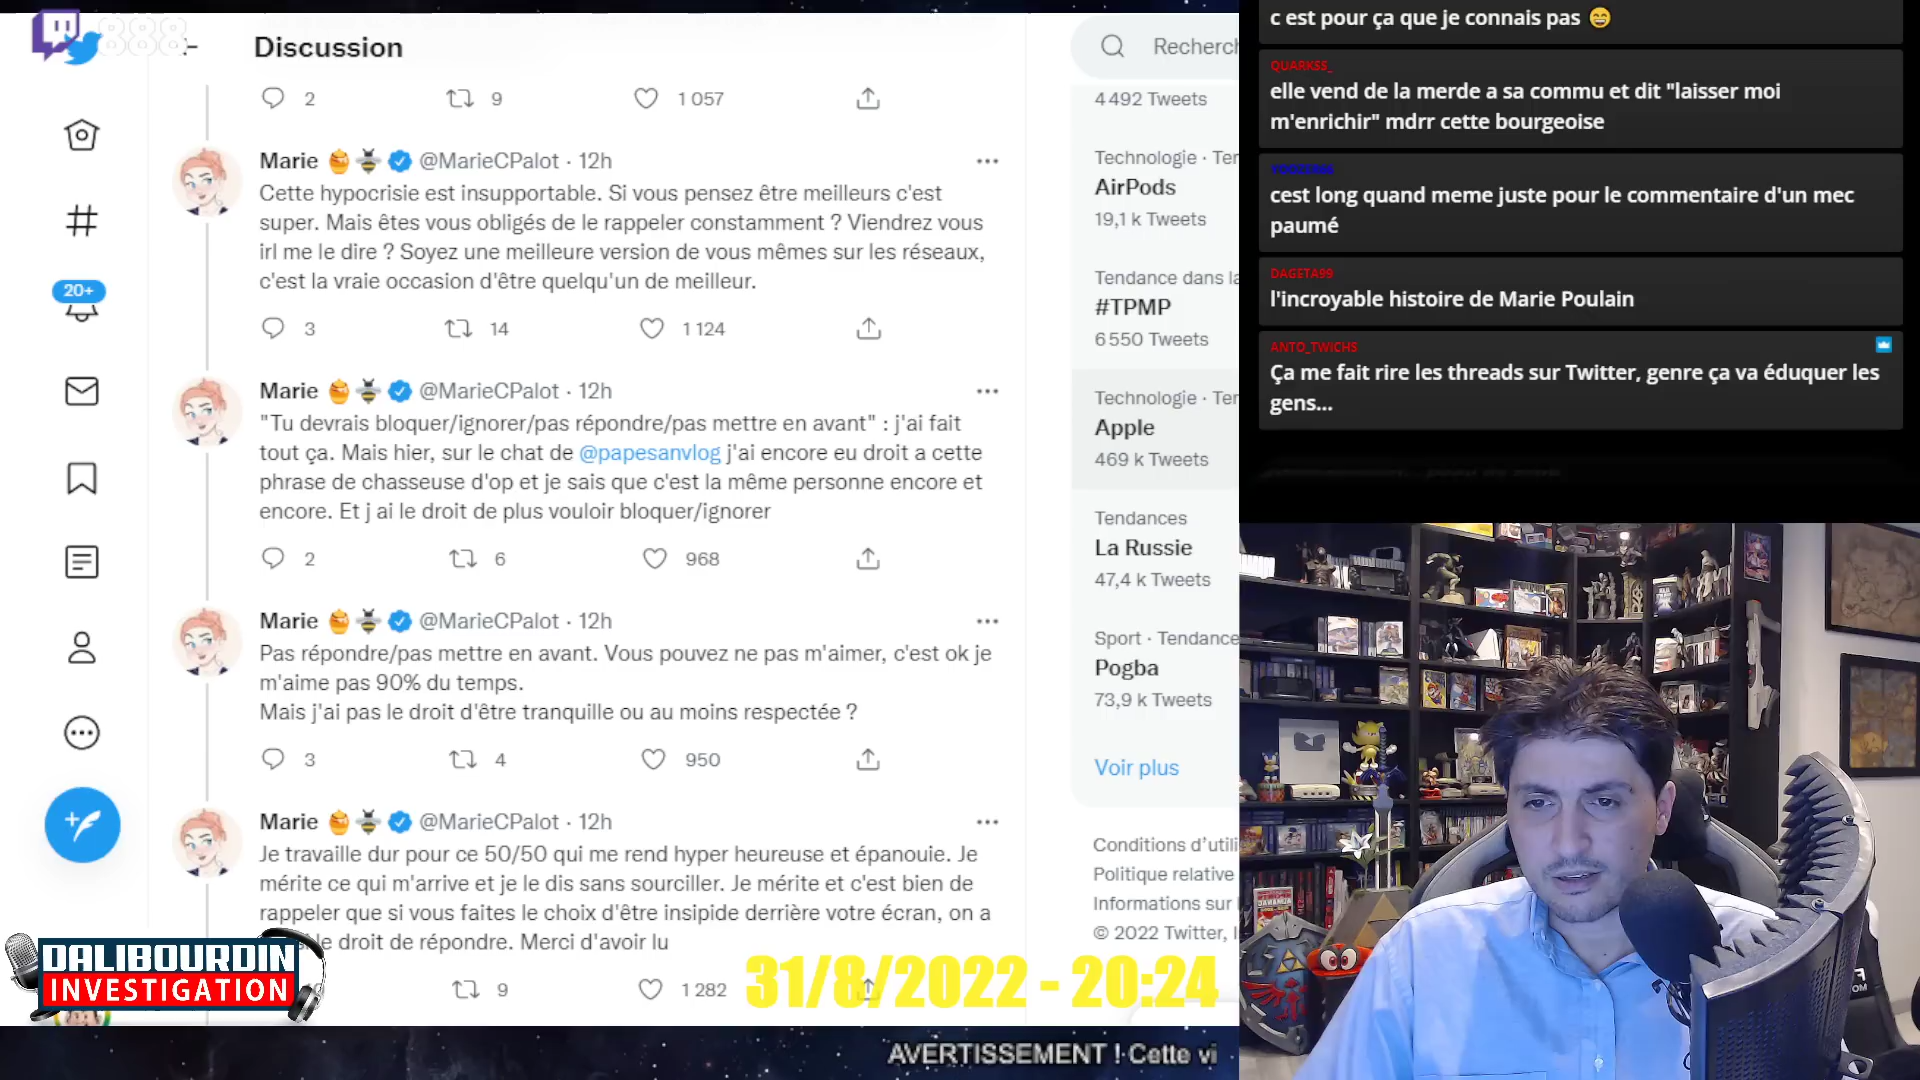 888
Discussion
Recherch
2 9 1 057
Marie @MarieCPalot · 12h
Cette hypocrisie est insupportable. Si vous pensez être meilleurs c'est
super. Mais êtes vous obligés de le rappeler constamment ? Viendrez vous
irl me le dire ? Soyez une meilleure version de vous mêmes sur les réseaux,
c'est la vraie occasion d'être quelqu'un de meilleur.
3 14 1 124
Marie @MarieCPalot · 12h
"Tu devrais bloquer/ignorer/pas répondre/pas mettre en avant" : j'ai fait
tout ça. Mais hier, sur le chat de @papesanvlog j'ai encore eu droit a cette
phrase de chasseuse d'op et je sais que c'est la même personne encore et
encore. Et j ai le droit de plus vouloir bloquer/ignorer
2 6 968
Marie @MarieCPalot · 12h
Pas répondre/pas mettre en avant. Vous pouvez ne pas m'aimer, c'est ok je
m'aime pas 90% du temps.
Mais j'ai pas le droit d'être tranquille ou au moins respectée ?
3 4 950
Marie @MarieCPalot · 12h
Je travaille dur pour ce 50/50 qui me rend hyper heureuse et épanouie. Je
mérite ce qui m'arrive et je le dis sans sourciller. Je mérite et c'est bien de
rappeler que si vous faites le choix d'être insipide derrière votre écran, on a
le droit de répondre. Merci d'avoir lu
9 1 282
20+
4 492 Tweets
Technologie · Ten
AirPods
19,1 k Tweets
Tendance dans la
#TPMP
6 550 Tweets
Technologie · Ten
Apple
469 k Tweets
Tendances
La Russie
47,4 k Tweets
Sport · Tendance
Pogba
73,9 k Tweets
Voir plus
Conditions d'utili
Politique relative
Informations sur l
© 2022 Twitter, I
c est pour ça que je connais pas
QUARKSS_
elle vend de la merde a sa commu et dit "laisser moi
m'enrichir" mdrr cette bourgeoise
cest long quand meme juste pour le commentaire d'un mec
paumé
DAGETA99
l'incroyable histoire de Marie Poulain
ANTO_TWICHS
Ça me fait rire les threads sur Twitter, genre ça va éduquer les
gens...
DALIBOURDIN
INVESTIGATION
31/8/2022 - 20:24
AVERTISSEMENT ! Cette vi